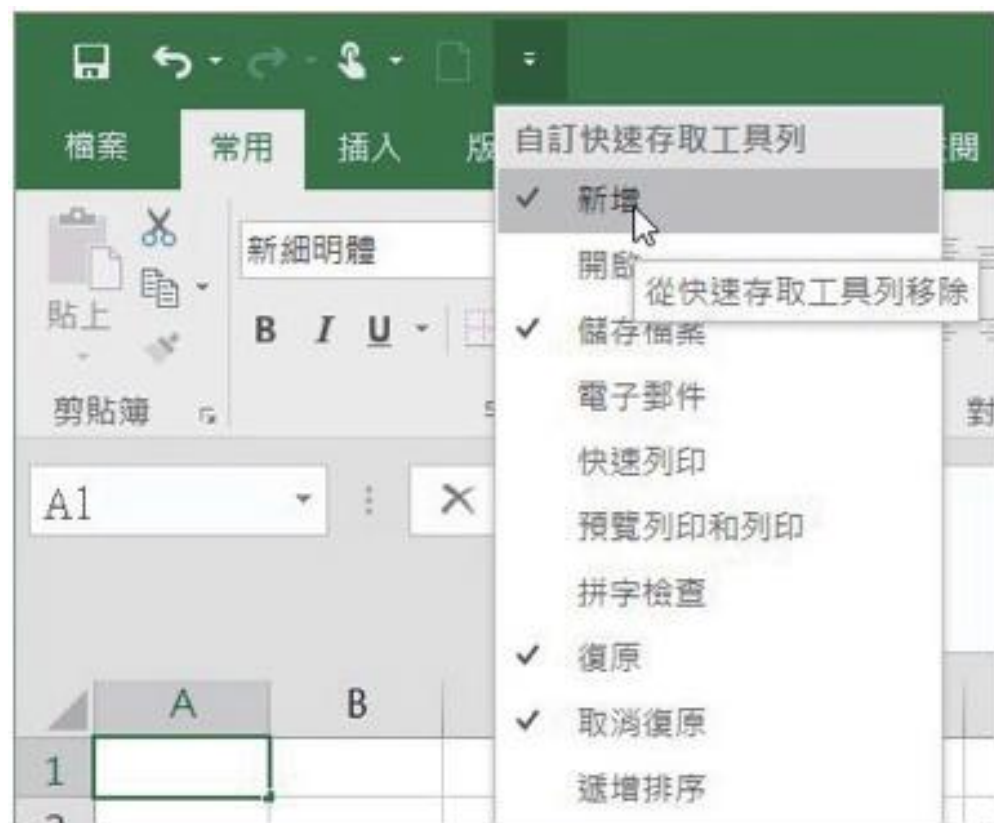 檔案
常用
插入
版
閱
自訂快速存取工具列
新增
開啟
從快速存取工具列移除
儲存檔案
電子郵件
快速列印
預覽列印和列印
拼字檢查
復原
取消復原
遞增排序
新細明體
貼上
B I U
剪貼簿
對
A1
A B
1